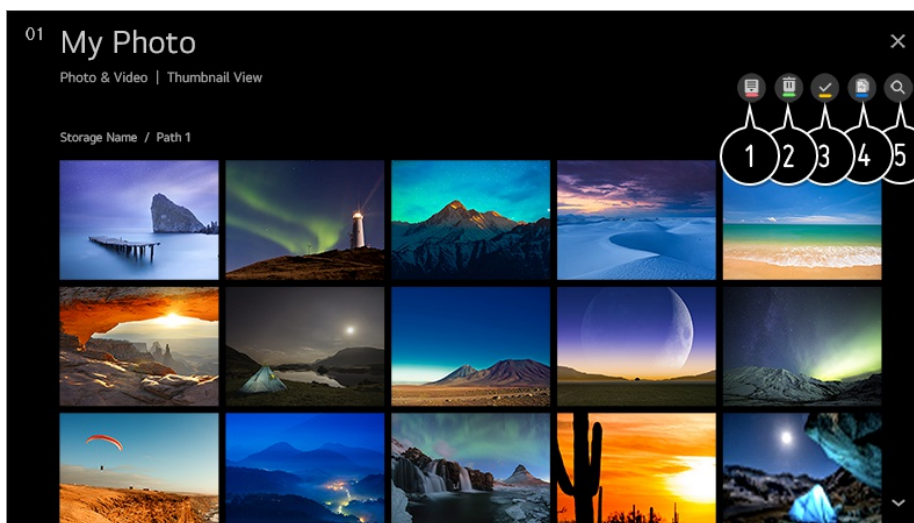 01
My Photo
Photo & Video | Thumbnail View
1 2 3 4 5
Storage Name / Path 1